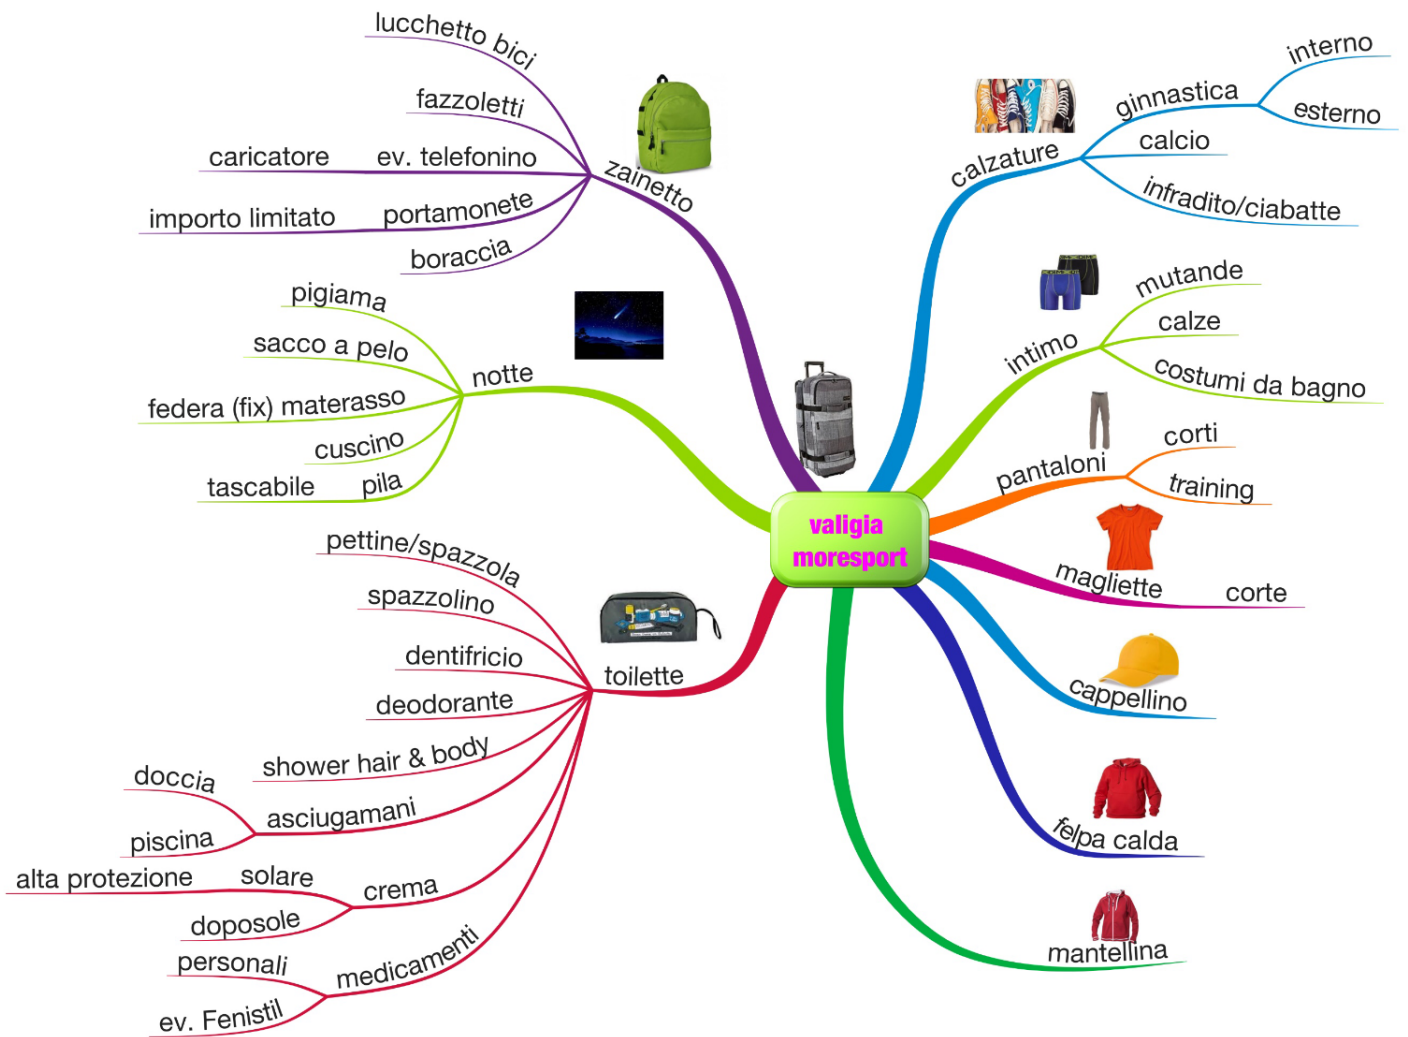 valigia
moresport
lucchetto bici
fazzoletti
caricatore
ev. telefonino
importo limitato
portamonete
boraccia
zainetto
pigiama
sacco a pelo
federa (fix) materasso
cuscino
tascabile
pila
notte
pettine/spazzola
spazzolino
dentifricio
deodorante
shower hair & body
doccia
piscina
asciugamani
alta protezione
solare
doposole
crema
personali
ev. Fenistil
medicamenti
toilette
calzature
ginnastica
interno
esterno
calcio
infradito/ciabatte
intimo
mutande
calze
costumi da bagno
pantaloni
corti
training
magliette
corte
cappellino
felpa calda
mantellina